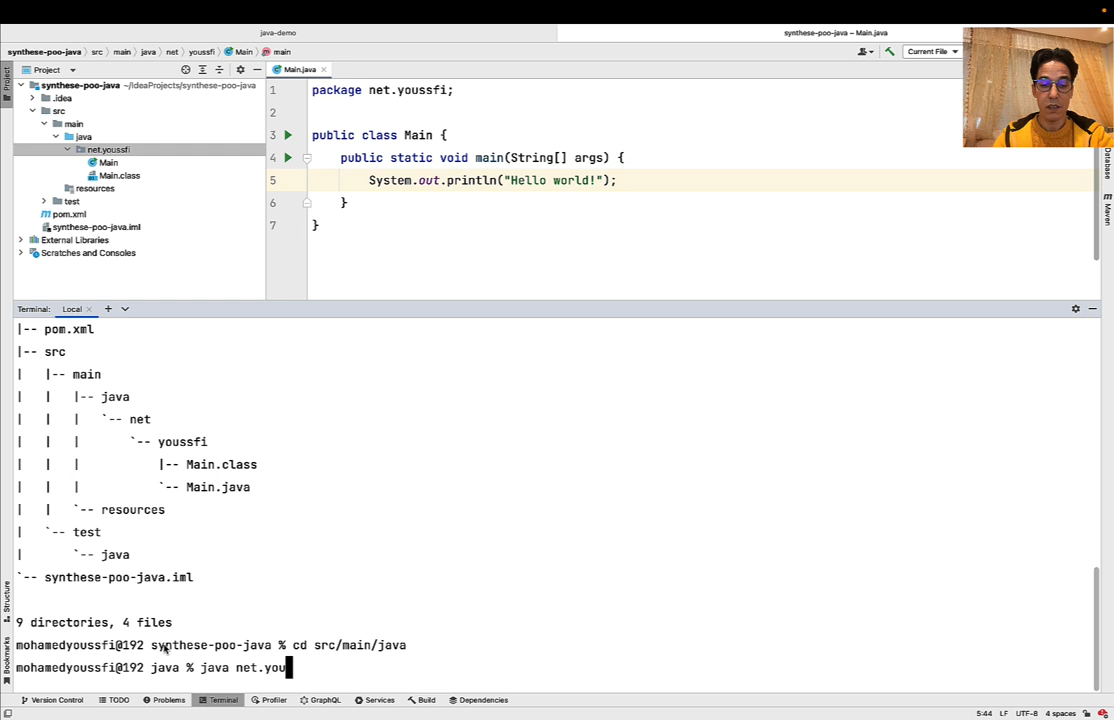 java-demo
synthese-poo-java – Main.java
synthese-poo-java > src > main > java > net > youssfi > Main > main
Current File
Project
Main.java
synthese-poo-java ~/IdeaProjects/synthese-poo-java
.idea
src
main
java
net.youssfi
Main
Main.class
resources
test
pom.xml
synthese-poo-java.iml
External Libraries
Scratches and Consoles
1 package net.youssfi;
2
3 public class Main {
4 public static void main(String[] args) {
5 System.out.println("Hello world!");
6 }
7 }
Project
Database
Maven
Terminal: Local
|-- pom.xml
|-- src
|   |-- main
|   |   |-- java
|   |   |   `-- net
|   |   |       `-- youssfi
|   |   |           |-- Main.class
|   |   |           `-- Main.java
|   |   `-- resources
|   `-- test
|       `-- java
`-- synthese-poo-java.iml
9 directories, 4 files
mohamedyoussfi@192 synthese-poo-java % cd src/main/java
mohamedyoussfi@192 java % java net.you
Structure
Bookmarks
Version Control TODO Problems Terminal Profiler GraphQL Services Build Dependencies
5:44 LF UTF-8 4 spaces